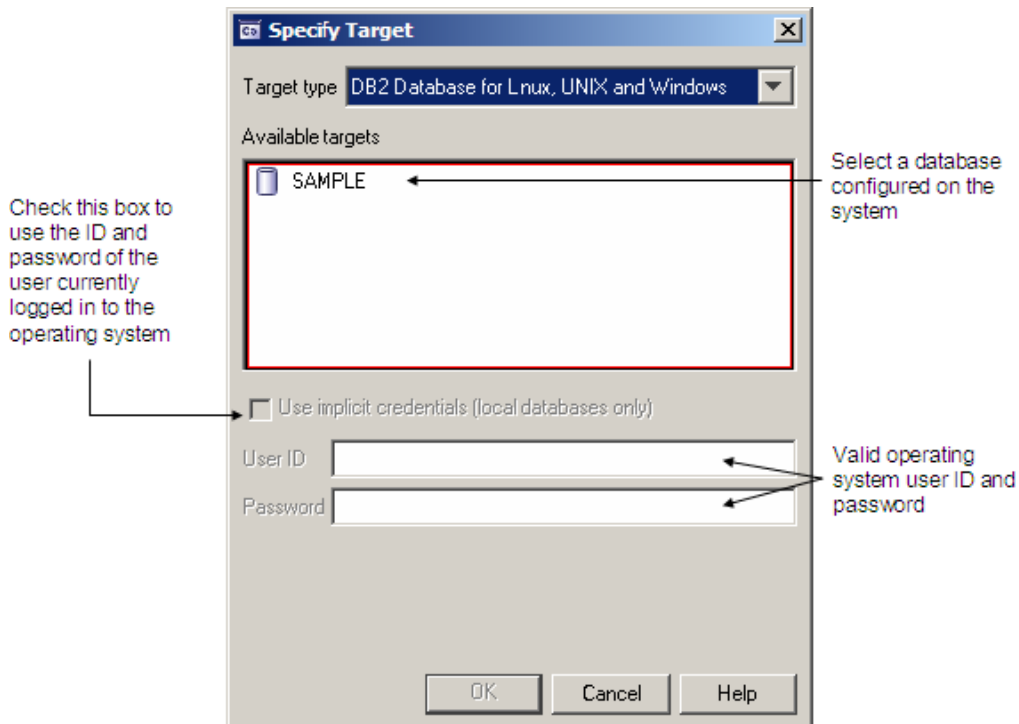 Specify Target
Target type DB2 Database for Lnux, UNIX and Windows
Available targets
SAMPLE
Select a database
configured on the
system
Check this box to
use the ID and
password of the
user currently
logged in to the
operating system
Use implicit credentials (local databases only)
User ID
Password
Valid operating
system user ID and
password
OK
Cancel
Help